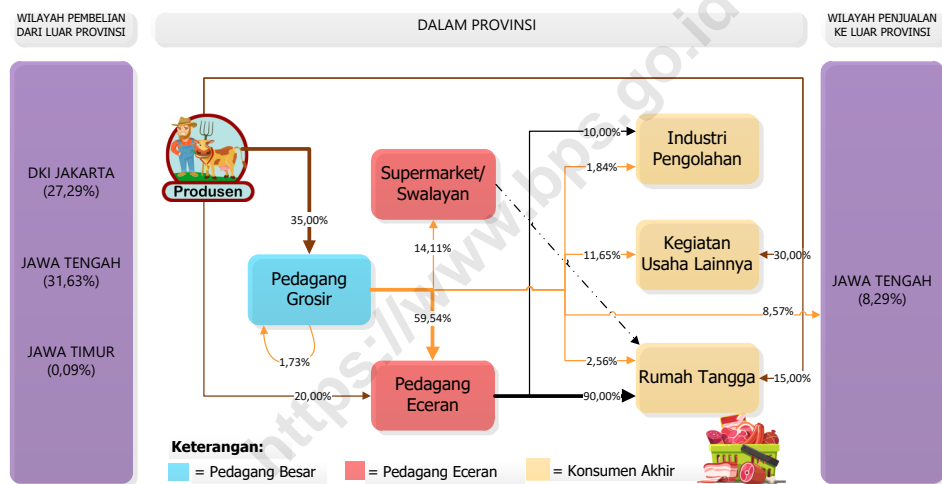 WILAYAH PEMBELIAN
DARI LUAR PROVINSI
DALAM PROVINSI
WILAYAH PENJUALAN
KE LUAR PROVINSI
DKI JAKARTA
(27,29%)
JAWA TENGAH
(31,63%)
JAWA TIMUR
(0,09%)
Produsen
35,00%
Supermarket/
Swalayan
14,11%
Pedagang
Grosir
59,54%
1,73%
20,00%
Pedagang
Eceran
10,00%
1,84%
Industri
Pengolahan
11,65%
Kegiatan
Usaha Lainnya
30,00%
8,57%
2,56%
90,00%
Rumah Tangga
15,00%
JAWA TENGAH
(8,29%)
Keterangan:
= Pedagang Besar
= Pedagang Eceran
= Konsumen Akhir
https://www.bps.go.id